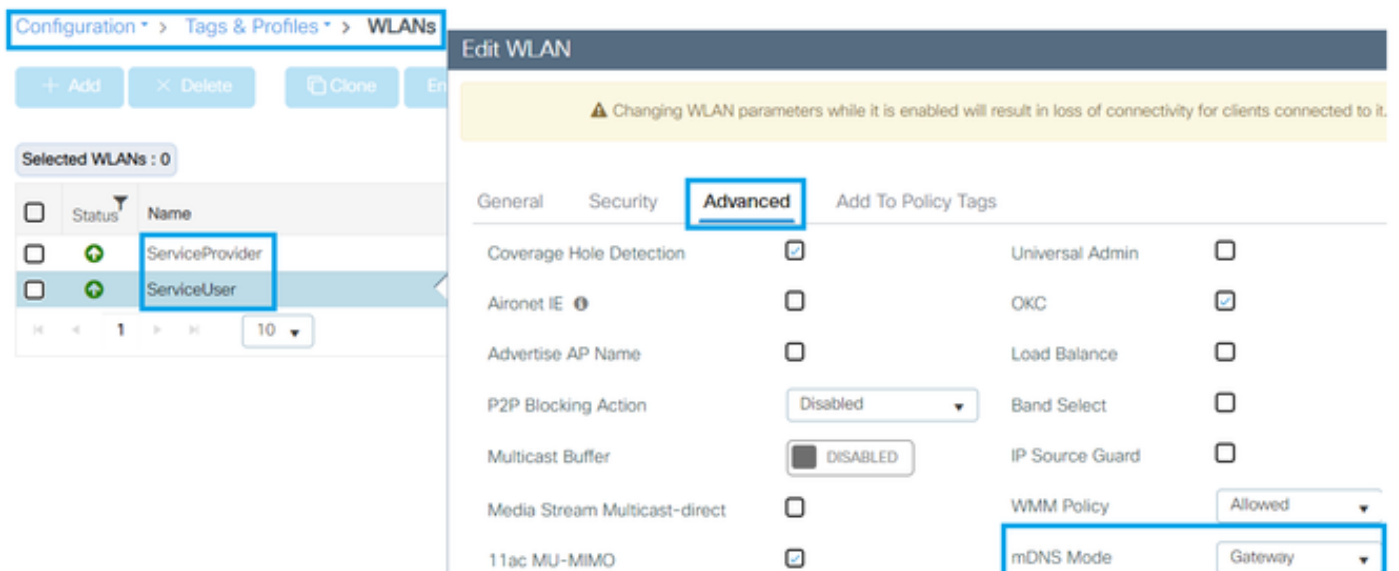 Configuration > Tags & Profiles > WLANs
Edit WLAN
+ Add
× Delete
Clone
En
⚠ Changing WLAN parameters while it is enabled will result in loss of connectivity for clients connected to it.
Selected WLANs : 0
General Security Advanced Add To Policy Tags
Status Name
ServiceProvider
ServiceUser
1 10
Coverage Hole Detection
Universal Admin
Aironet IE
OKC
Advertise AP Name
Load Balance
P2P Blocking Action Disabled
Band Select
Multicast Buffer DISABLED
IP Source Guard
Media Stream Multicast-direct
WMM Policy Allowed
11ac MU-MIMO
mDNS Mode Gateway